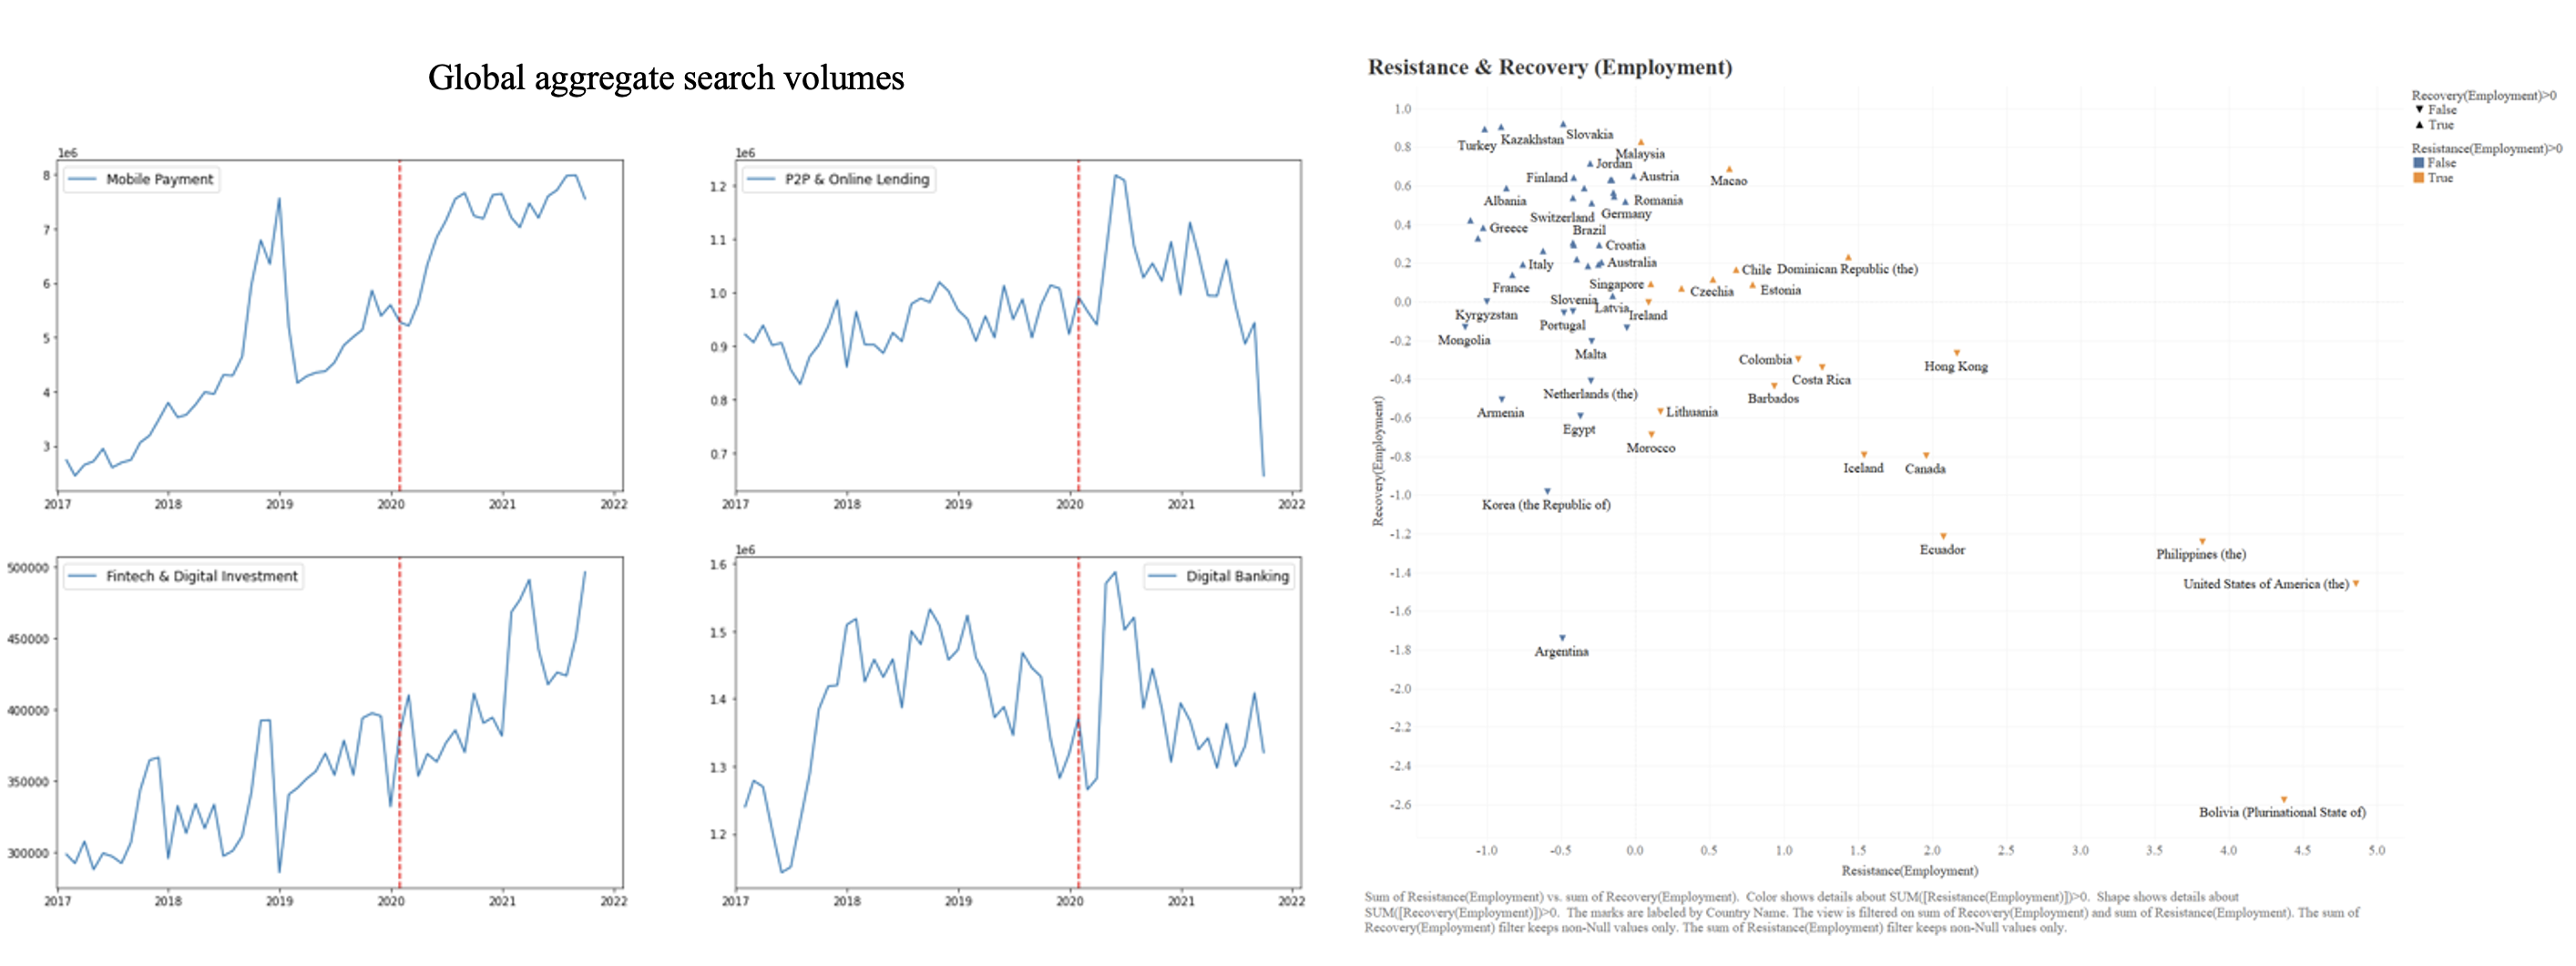 Global aggregate search volumes
1e6
Mobile Payment
8
7
6
5
4
3
2017 2018 2019 2020 2021 2022
1e6
P2P & Online Lending
1.2
1.1
1.0
0.9
0.8
0.7
2017 2018 2019 2020 2021 2022
500000
450000
400000
350000
300000
Fintech & Digital Investment
2017 2018 2019 2020 2021 2022
1e6
1.6
Digital Banking
1.5
1.4
1.3
1.2
2017 2018 2019 2020 2021 2022
Resistance & Recovery (Employment)
Recovery(Employment)>0
False
True
Resistance(Employment)>0
False
True
1.0
0.8
0.6
0.4
0.2
0.0
-0.2
-0.4
-0.6
-0.8
-1.0
-1.2
-1.4
-1.6
-1.8
-2.0
-2.2
-2.4
-2.6
Recovery(Employment)
Turkey
Kazakhstan
Slovakia
Malaysia
Jordan
Finland
Austria
Macao
Albania
Romania
Switzerland
Germany
Greece
Brazil
Croatia
Italy
Australia
Chile
Dominican Republic (the)
France
Singapore
Czechia
Estonia
Slovenia
Latvia
Kyrgyzstan
Ireland
Portugal
Mongolia
Malta
Colombia
Hong Kong
Costa Rica
Netherlands (the)
Barbados
Armenia
Lithuania
Egypt
Morocco
Iceland
Canada
Korea (the Republic of)
Ecuador
Philippines (the)
United States of America (the)
Argentina
Bolivia (Plurinational State of)
-1.0 -0.5 0.0 0.5 1.0 1.5 2.0 2.5 3.0 3.5 4.0 4.5 5.0
Resistance(Employment)
Sum of Resistance(Employment) vs. sum of Recovery(Employment). Color shows details about SUM([Resistance(Employment)])>0. Shape shows details about
SUM([Recovery(Employment)])>0. The marks are labeled by Country Name. The view is filtered on sum of Recovery(Employment) and sum of Resistance(Employment). The sum of
Recovery(Employment) filter keeps non-Null values only. The sum of Resistance(Employment) filter keeps non-Null values only.